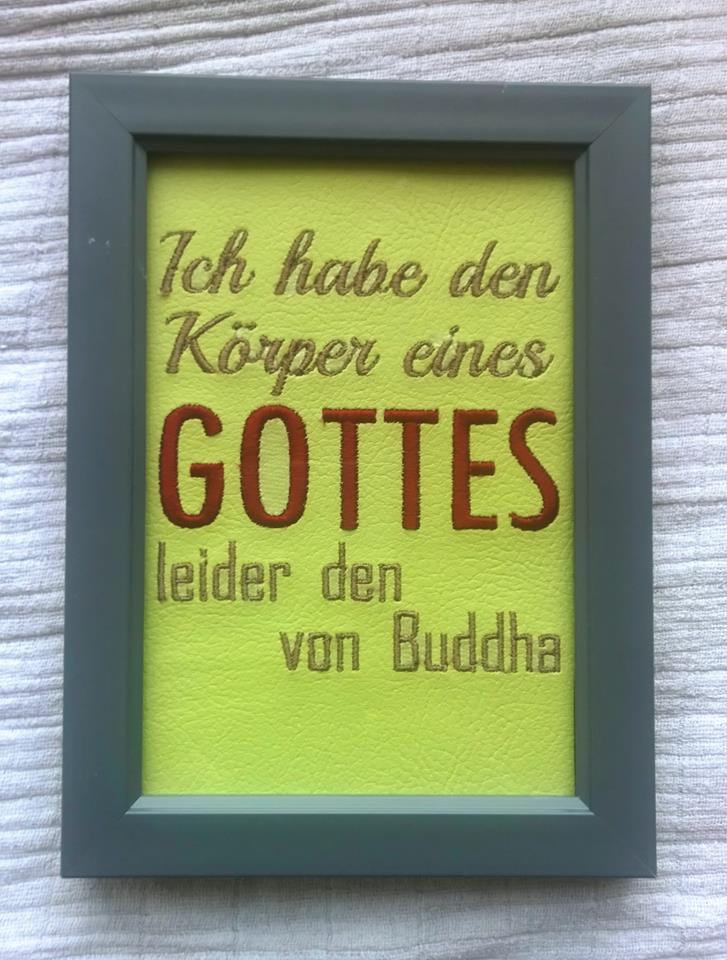 Ich habe den
Körper eines
GOTTES
leider den
von Buddha